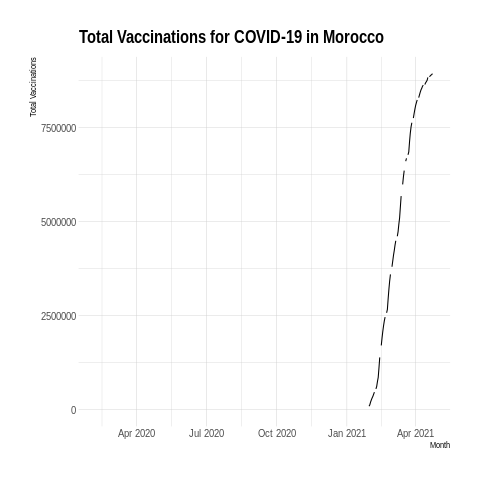 Total Vaccinations for COVID-19 in Morocco
Total Vaccinations
7500000
5000000
2500000
0
Apr 2020 Jul 2020 Oct 2020 Jan 2021 Apr 2021
Month